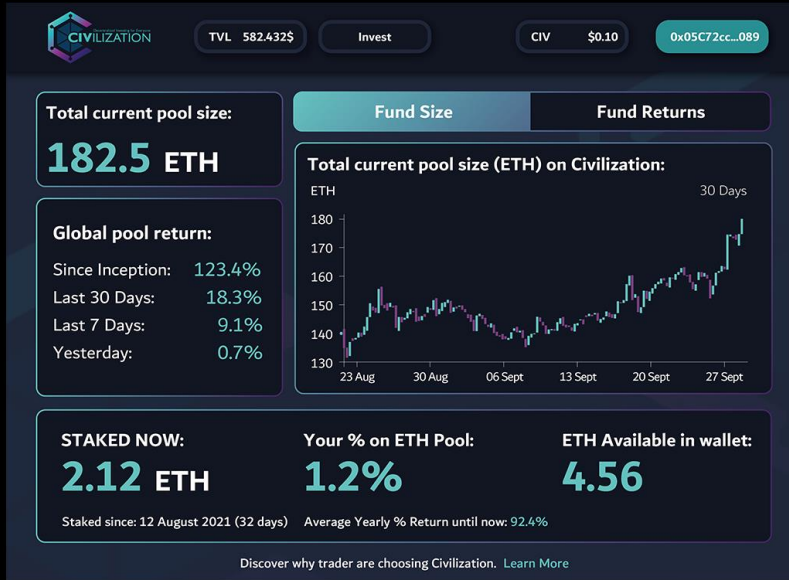 CIVILIZATION
TVL 582.432$
Invest
CIV $0.10
0x05C72cc...089
Total current pool size:
182.5 ETH
Fund Size
Fund Returns
Total current pool size (ETH) on Civilization:
ETH
30 Days
180
170
160
150
140
130
23 Aug
30 Aug
06 Sept
13 Sept
20 Sept
27 Sept
Global pool return:
Since Inception: 123.4%
Last 30 Days: 18.3%
Last 7 Days: 9.1%
Yesterday: 0.7%
STAKED NOW:
2.12 ETH
Staked since: 12 August 2021 (32 days)
Your % on ETH Pool:
1.2%
Average Yearly % Return until now: 92.4%
ETH Available in wallet:
4.56
Discover why trader are choosing Civilization. Learn More